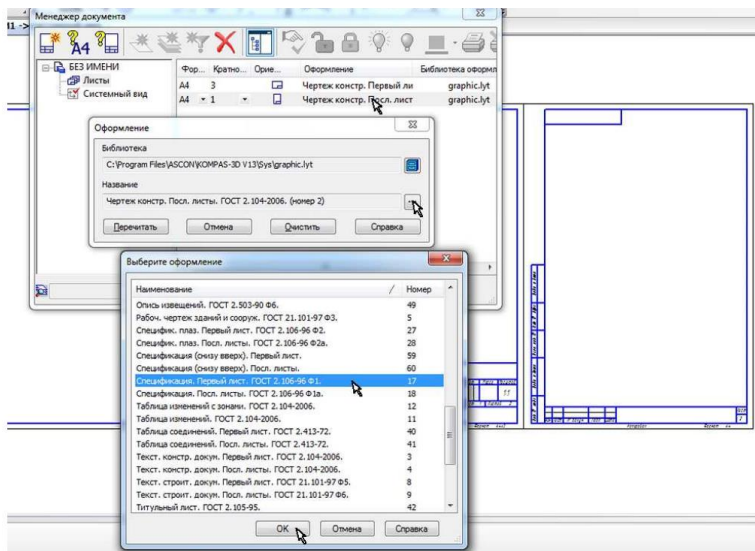 Менеджер документа
A4
БЕЗ ИМЕНИ
Листы
Системный вид
Фор... Кратно... Орие... Оформление Библиотека оформл
A4 3 Чертеж констр. Первый ли graphic.lyt
A4 1 Чертеж констр. Посл. лист graphic.lyt
Оформление
Библиотека
C:\Program Files\ASCON\KOMPAS-3D V13\Sys\graphic.lyt
Название
Чертеж констр. Посл. листы. ГОСТ 2.104-2006. (номер 2)
...
Перечитать Отмена Очистить Справка
Выберите оформление
Наименование / Номер
Опись извещений. ГОСТ 2.503-90 Ф6. 49
Рабоч. чертеж зданий и сооруж. ГОСТ 21.101-97 Ф3. 5
Специфик. плаз. Первый лист. ГОСТ 2.106-96 Ф2. 27
Специфик. плаз. Посл. листы. ГОСТ 2.106-96 Ф2а. 28
Спецификация (снизу вверх). Первый лист. 59
Спецификация (снизу вверх). Посл. листы. 60
Спецификация. Первый лист. ГОСТ 2.106-96 Ф1. 17
Спецификация. Посл. листы. ГОСТ 2.106-96 Ф1а. 18
Таблица изменений с зонами. ГОСТ 2.104-2006. 12
Таблица изменений. ГОСТ 2.104-2006. 11
Таблица соединений. Первый лист. ГОСТ 2.413-72. 40
Таблица соединений. Посл. листы. ГОСТ 2.413-72. 41
Текст. констр. докум. Первый лист. ГОСТ 2.104-2006. 3
Текст. констр. докум. Посл. листы. ГОСТ 2.104-2006. 4
Текст. строит. докум. Первый лист. ГОСТ 21.101-97 Ф5. 8
Текст. строит. докум. Посл. листы. ГОСТ 21.101-97 Ф6. 9
Титульный лист. ГОСТ 2.105-95. 42
OK Отмена Справка